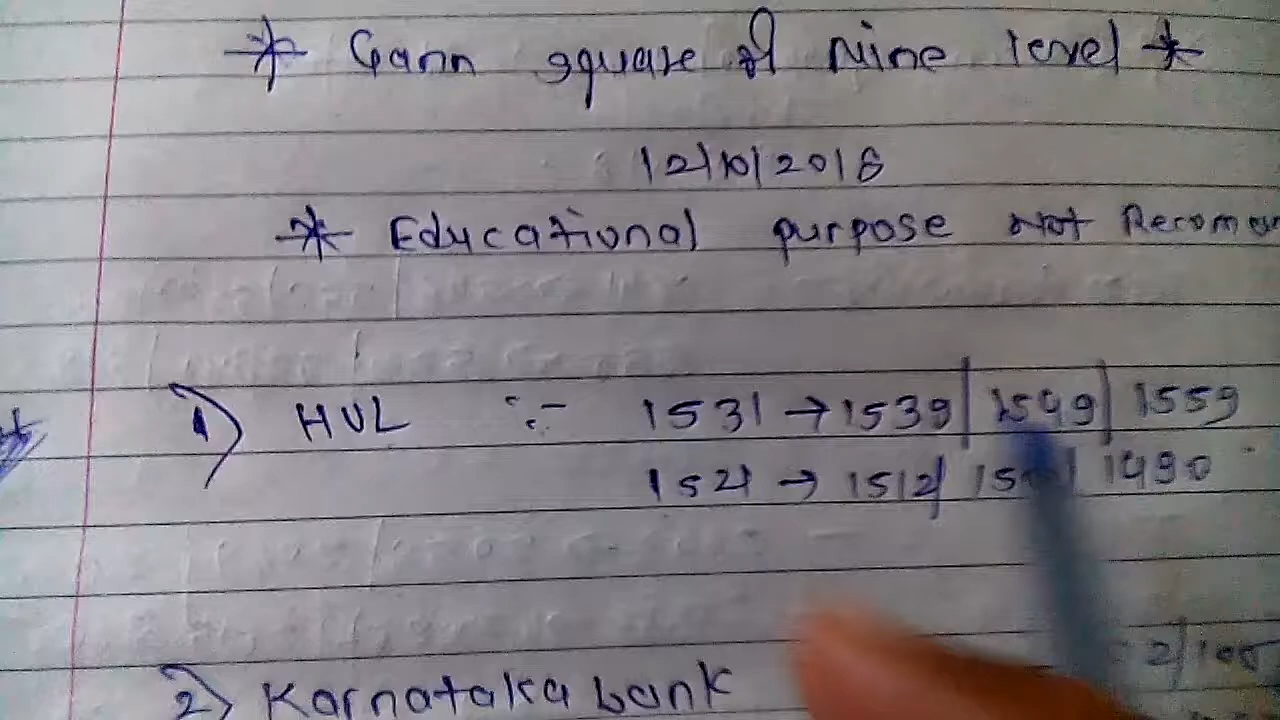 * Gann square of Nine level *
12/10/2018
* Educational purpose Not Recomm
1) HUL :- 1531 → 1539 | 1549 | 1559
1521 → 1512 | 1490
2) Karnataka bank